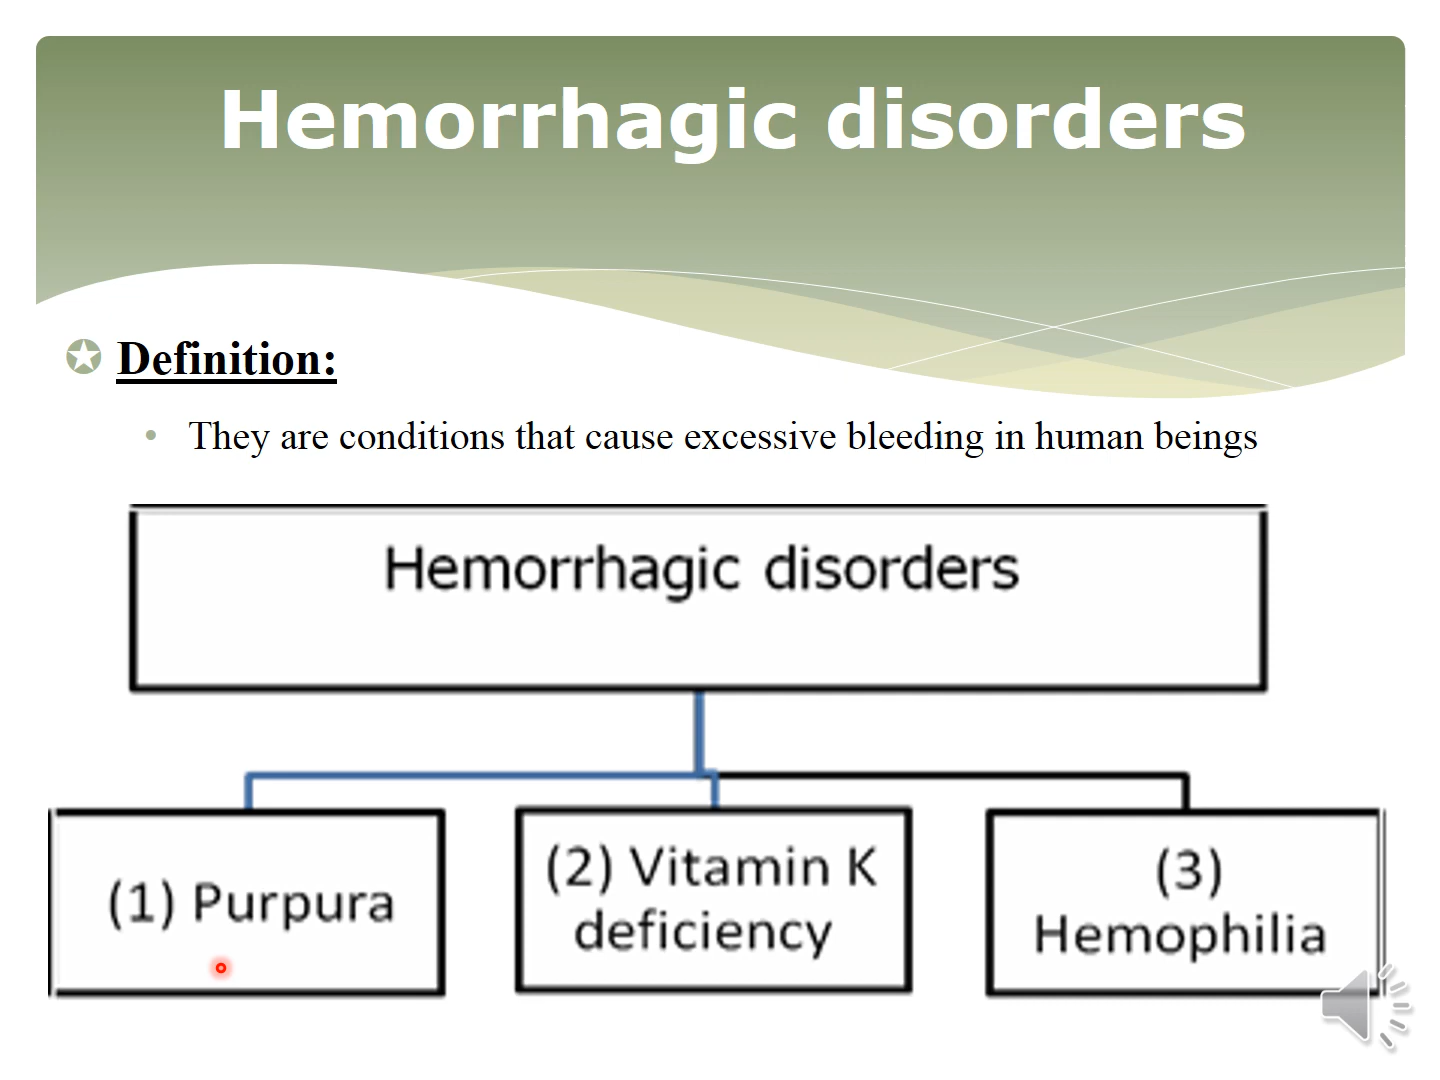 Hemorrhagic disorders
Definition:
• They are conditions that cause excessive bleeding in human beings
Hemorrhagic disorders
(1) Purpura
(2) Vitamin K
deficiency
(3)
Hemophilia